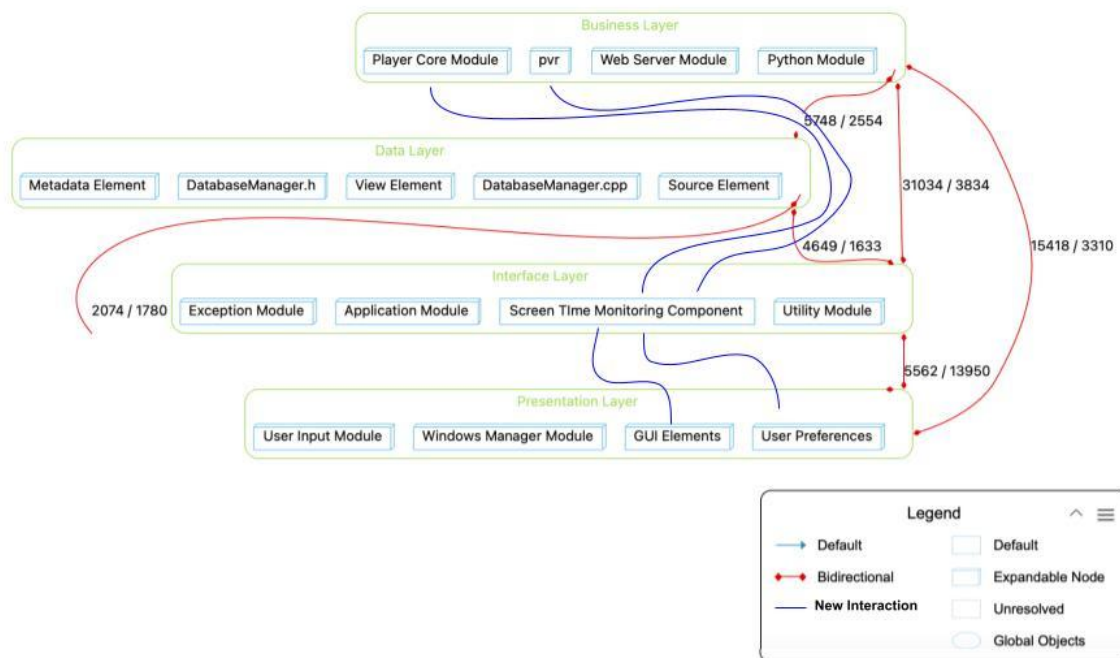 Business Layer
Player Core Module
pvr
Web Server Module
Python Module
5748 / 2554
Data Layer
Metadata Element
DatabaseManager.h
View Element
DatabaseManager.cpp
Source Element
31034 / 3834
15418 / 3310
4649 / 1633
Interface Layer
2074 / 1780
Exception Module
Application Module
Screen TIme Monitoring Component
Utility Module
5562 / 13950
Presentation Layer
User Input Module
Windows Manager Module
GUI Elements
User Preferences
Legend
Default
Default
Bidirectional
Expandable Node
New Interaction
Unresolved
Global Objects